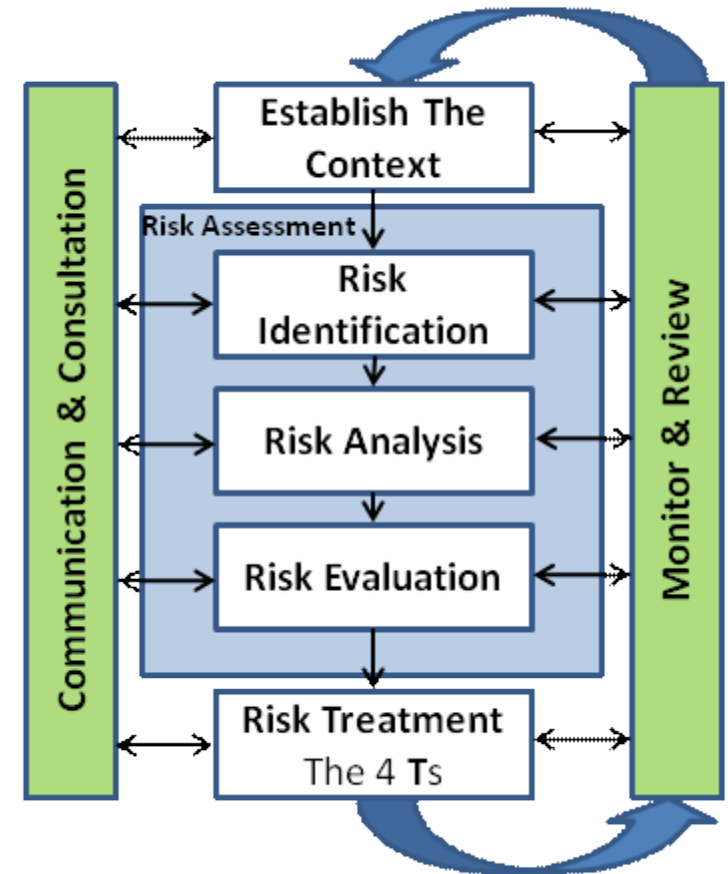 Establish The
Context
Risk Assessment
Risk
Identification
Risk Analysis
Risk Evaluation
Risk Treatment
The 4 Ts
Communication & Consultation
Monitor & Review